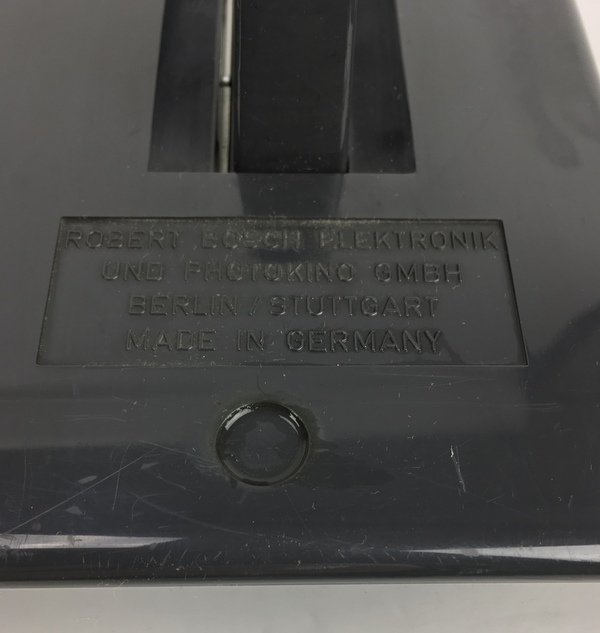 ROBERT BOSCH ELEKTRONIK
UND PHOTOKINO GMBH
BERLIN / STUTTGART
MADE IN GERMANY